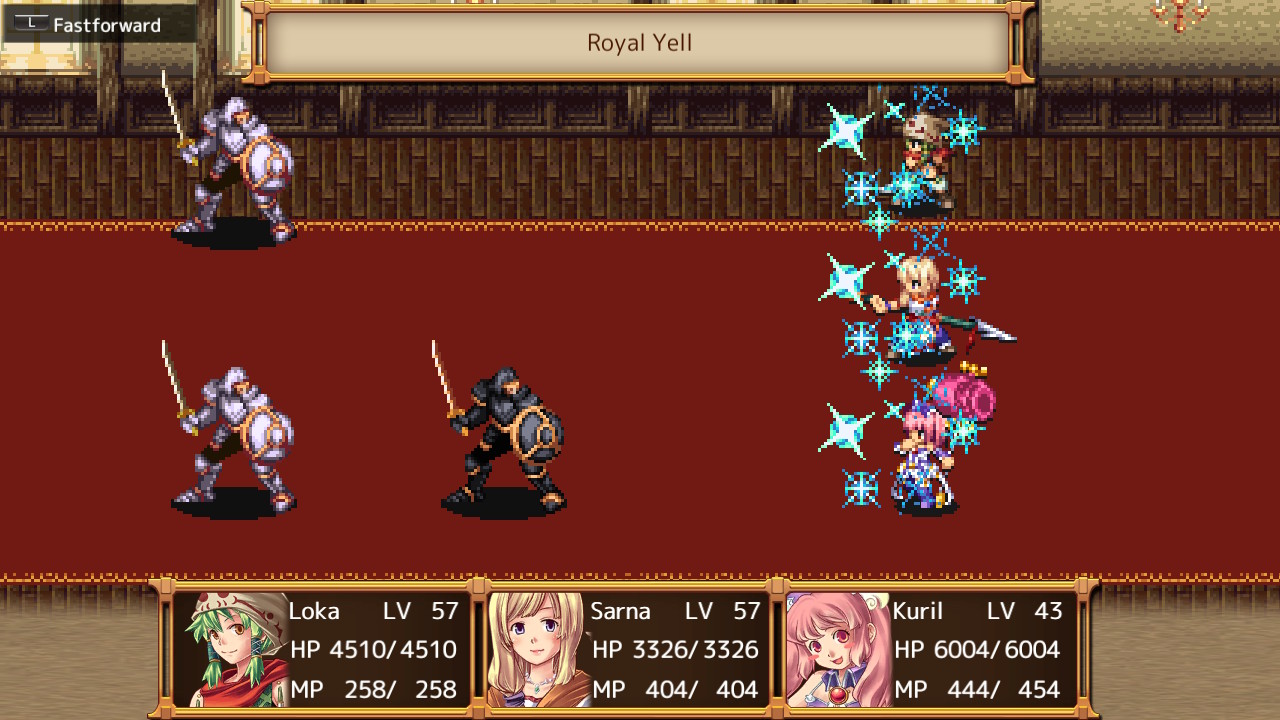 L Fastforward
Royal Yell
Loka LV 57
HP 4510/4510
MP 258/ 258
Sarna LV 57
HP 3326/3326
MP 404/ 404
Kuril LV 43
HP 6004/6004
MP 444/ 454